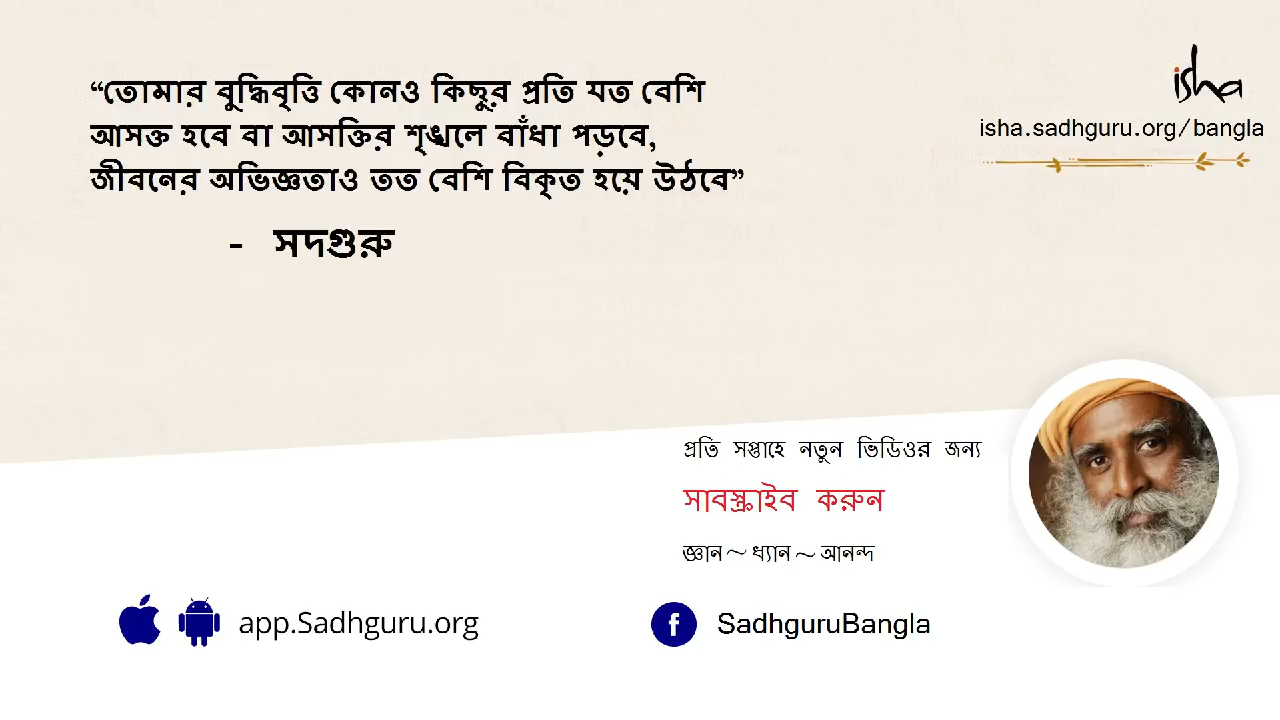 “তোমার বুদ্ধিবৃত্তি কোনও কিছুর প্রতি যত বেশি
আসক্ত হবে বা আসক্তির শৃঙ্খলে বাঁধা পড়বে,
জীবনের অভিজ্ঞতাও তত বেশি বিকৃত হয়ে উঠবে”
- সদগুরু
isha
isha.sadhguru.org/bangla
প্রতি সপ্তাহে নতুন ভিডিওর জন্য
সাবস্ক্রাইব করুন
জ্ঞান ~ ধ্যান ~ আনন্দ
app.Sadhguru.org
f SadhguruBangla